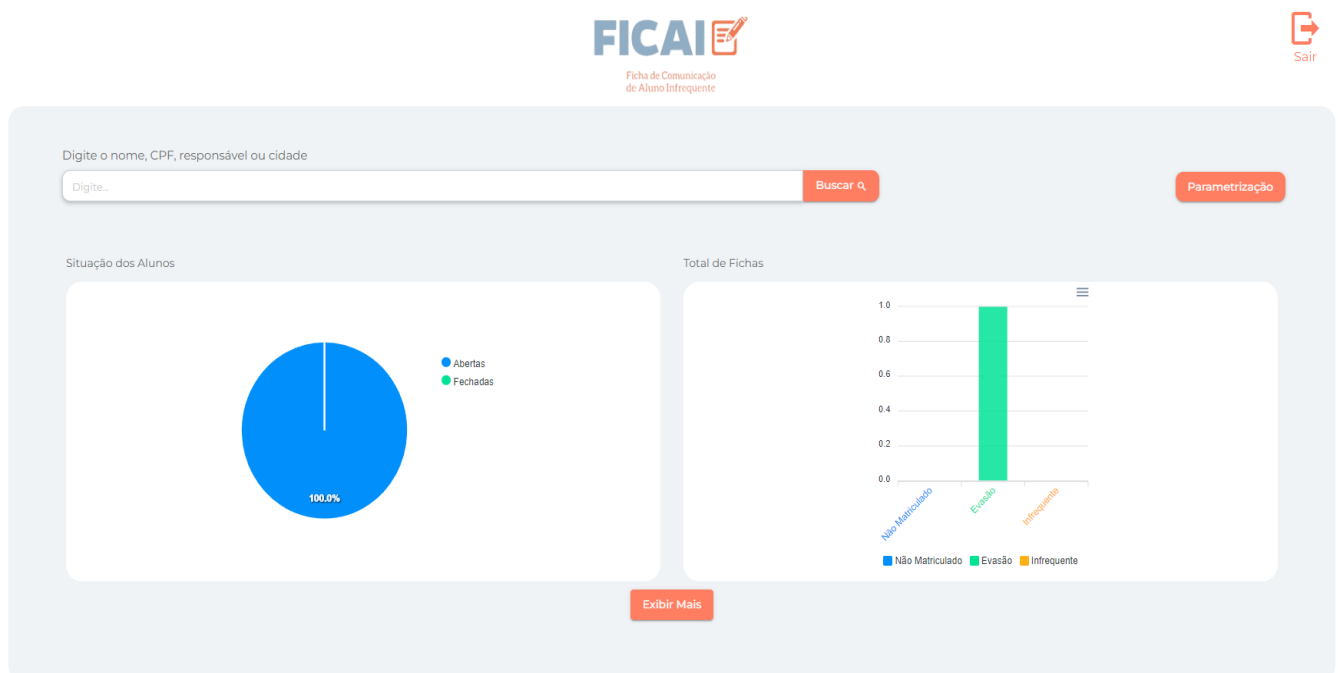 FICAI
Ficha de Comunicação
de Aluno Infrequente
Sair
Digite o nome, CPF, responsável ou cidade
Digite...
Buscar
Parametrização
Situação dos Alunos
Abertas
Fechadas
100.0%
Total de Fichas
1.0
0.8
0.6
0.4
0.2
0.0
Não Matriculado
Evasão
Infrequente
Não Matriculado Evasão Infrequente
Exibir Mais